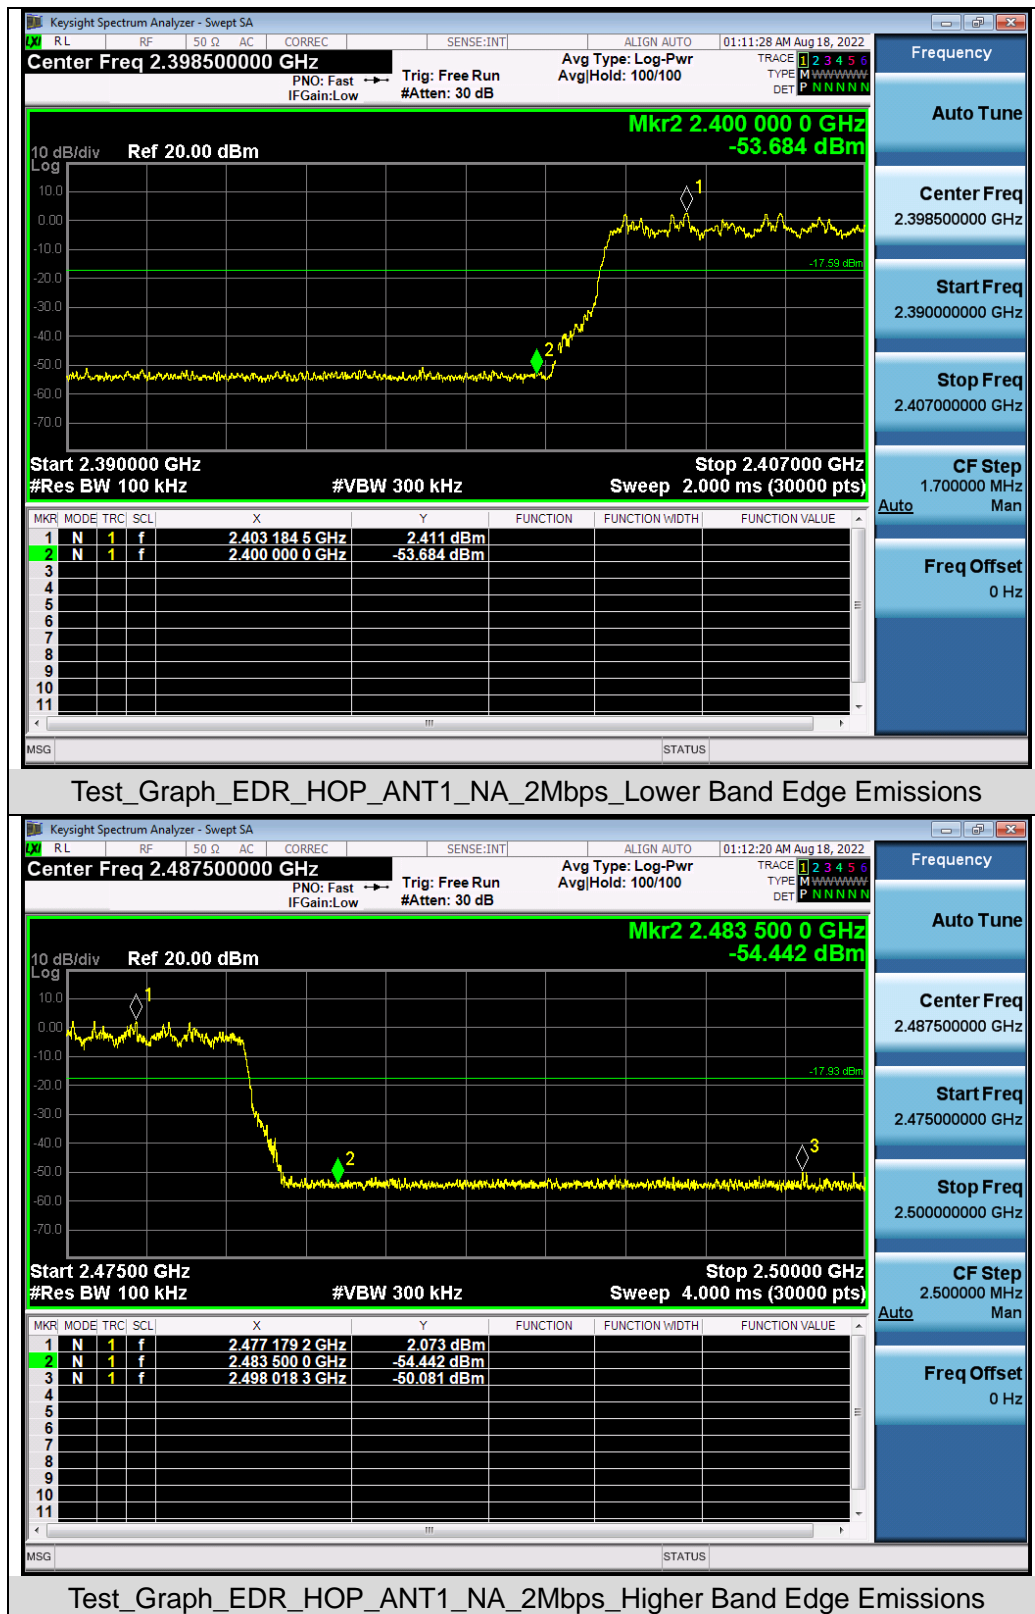 Keysight Spectrum Analyzer - Swept SA
LXI RL RF 50 Ω AC CORREC SENSE:INT ALIGN AUTO 01:11:28 AM Aug 18, 2022
Center Freq 2.398500000 GHz Avg Type: Log-Pwr TRACE 1 2 3 4 5 6
PNO: Fast Trig: Free Run Avg|Hold: 100/100 TYPE M WWWWW
IFGain:Low #Atten: 30 dB DET P N N N N N
Frequency
Auto Tune
Mkr2 2.400 000 0 GHz
10 dB/div Ref 20.00 dBm -53.684 dBm
Log
10.0
0.00
-10.0
-20.0
-30.0
-40.0
-50.0
-60.0
-70.0
1
-17.59 dBm
2
Center Freq
2.398500000 GHz
Start Freq
2.390000000 GHz
Stop Freq
2.407000000 GHz
CF Step
1.700000 MHz
Auto Man
Freq Offset
0 Hz
Start 2.390000 GHz Stop 2.407000 GHz
#Res BW 100 kHz #VBW 300 kHz Sweep 2.000 ms (30000 pts)
MKR MODE TRC SCL X Y FUNCTION FUNCTION WIDTH FUNCTION VALUE
1 N 1 f 2.403 184 5 GHz 2.411 dBm
2 N 1 f 2.400 000 0 GHz -53.684 dBm
3
4
5
6
7
8
9
10
11
MSG STATUS
Test_Graph_EDR_HOP_ANT1_NA_2Mbps_Lower Band Edge Emissions
Keysight Spectrum Analyzer - Swept SA
LXI RL RF 50 Ω AC CORREC SENSE:INT ALIGN AUTO 01:12:20 AM Aug 18, 2022
Center Freq 2.487500000 GHz Avg Type: Log-Pwr TRACE 1 2 3 4 5 6
PNO: Fast Trig: Free Run Avg|Hold: 100/100 TYPE M WWWWW
IFGain:Low #Atten: 30 dB DET P N N N N N
Frequency
Auto Tune
Mkr2 2.483 500 0 GHz
10 dB/div Ref 20.00 dBm -54.442 dBm
Log
10.0
0.00
-10.0
-20.0
-30.0
-40.0
-50.0
-60.0
-70.0
1
-17.93 dBm
2
3
Center Freq
2.487500000 GHz
Start Freq
2.475000000 GHz
Stop Freq
2.500000000 GHz
CF Step
2.500000 MHz
Auto Man
Freq Offset
0 Hz
Start 2.47500 GHz Stop 2.50000 GHz
#Res BW 100 kHz #VBW 300 kHz Sweep 4.000 ms (30000 pts)
MKR MODE TRC SCL X Y FUNCTION FUNCTION WIDTH FUNCTION VALUE
1 N 1 f 2.477 179 2 GHz 2.073 dBm
2 N 1 f 2.483 500 0 GHz -54.442 dBm
3 N 1 f 2.498 018 3 GHz -50.081 dBm
4
5
6
7
8
9
10
11
MSG STATUS
Test_Graph_EDR_HOP_ANT1_NA_2Mbps_Higher Band Edge Emissions